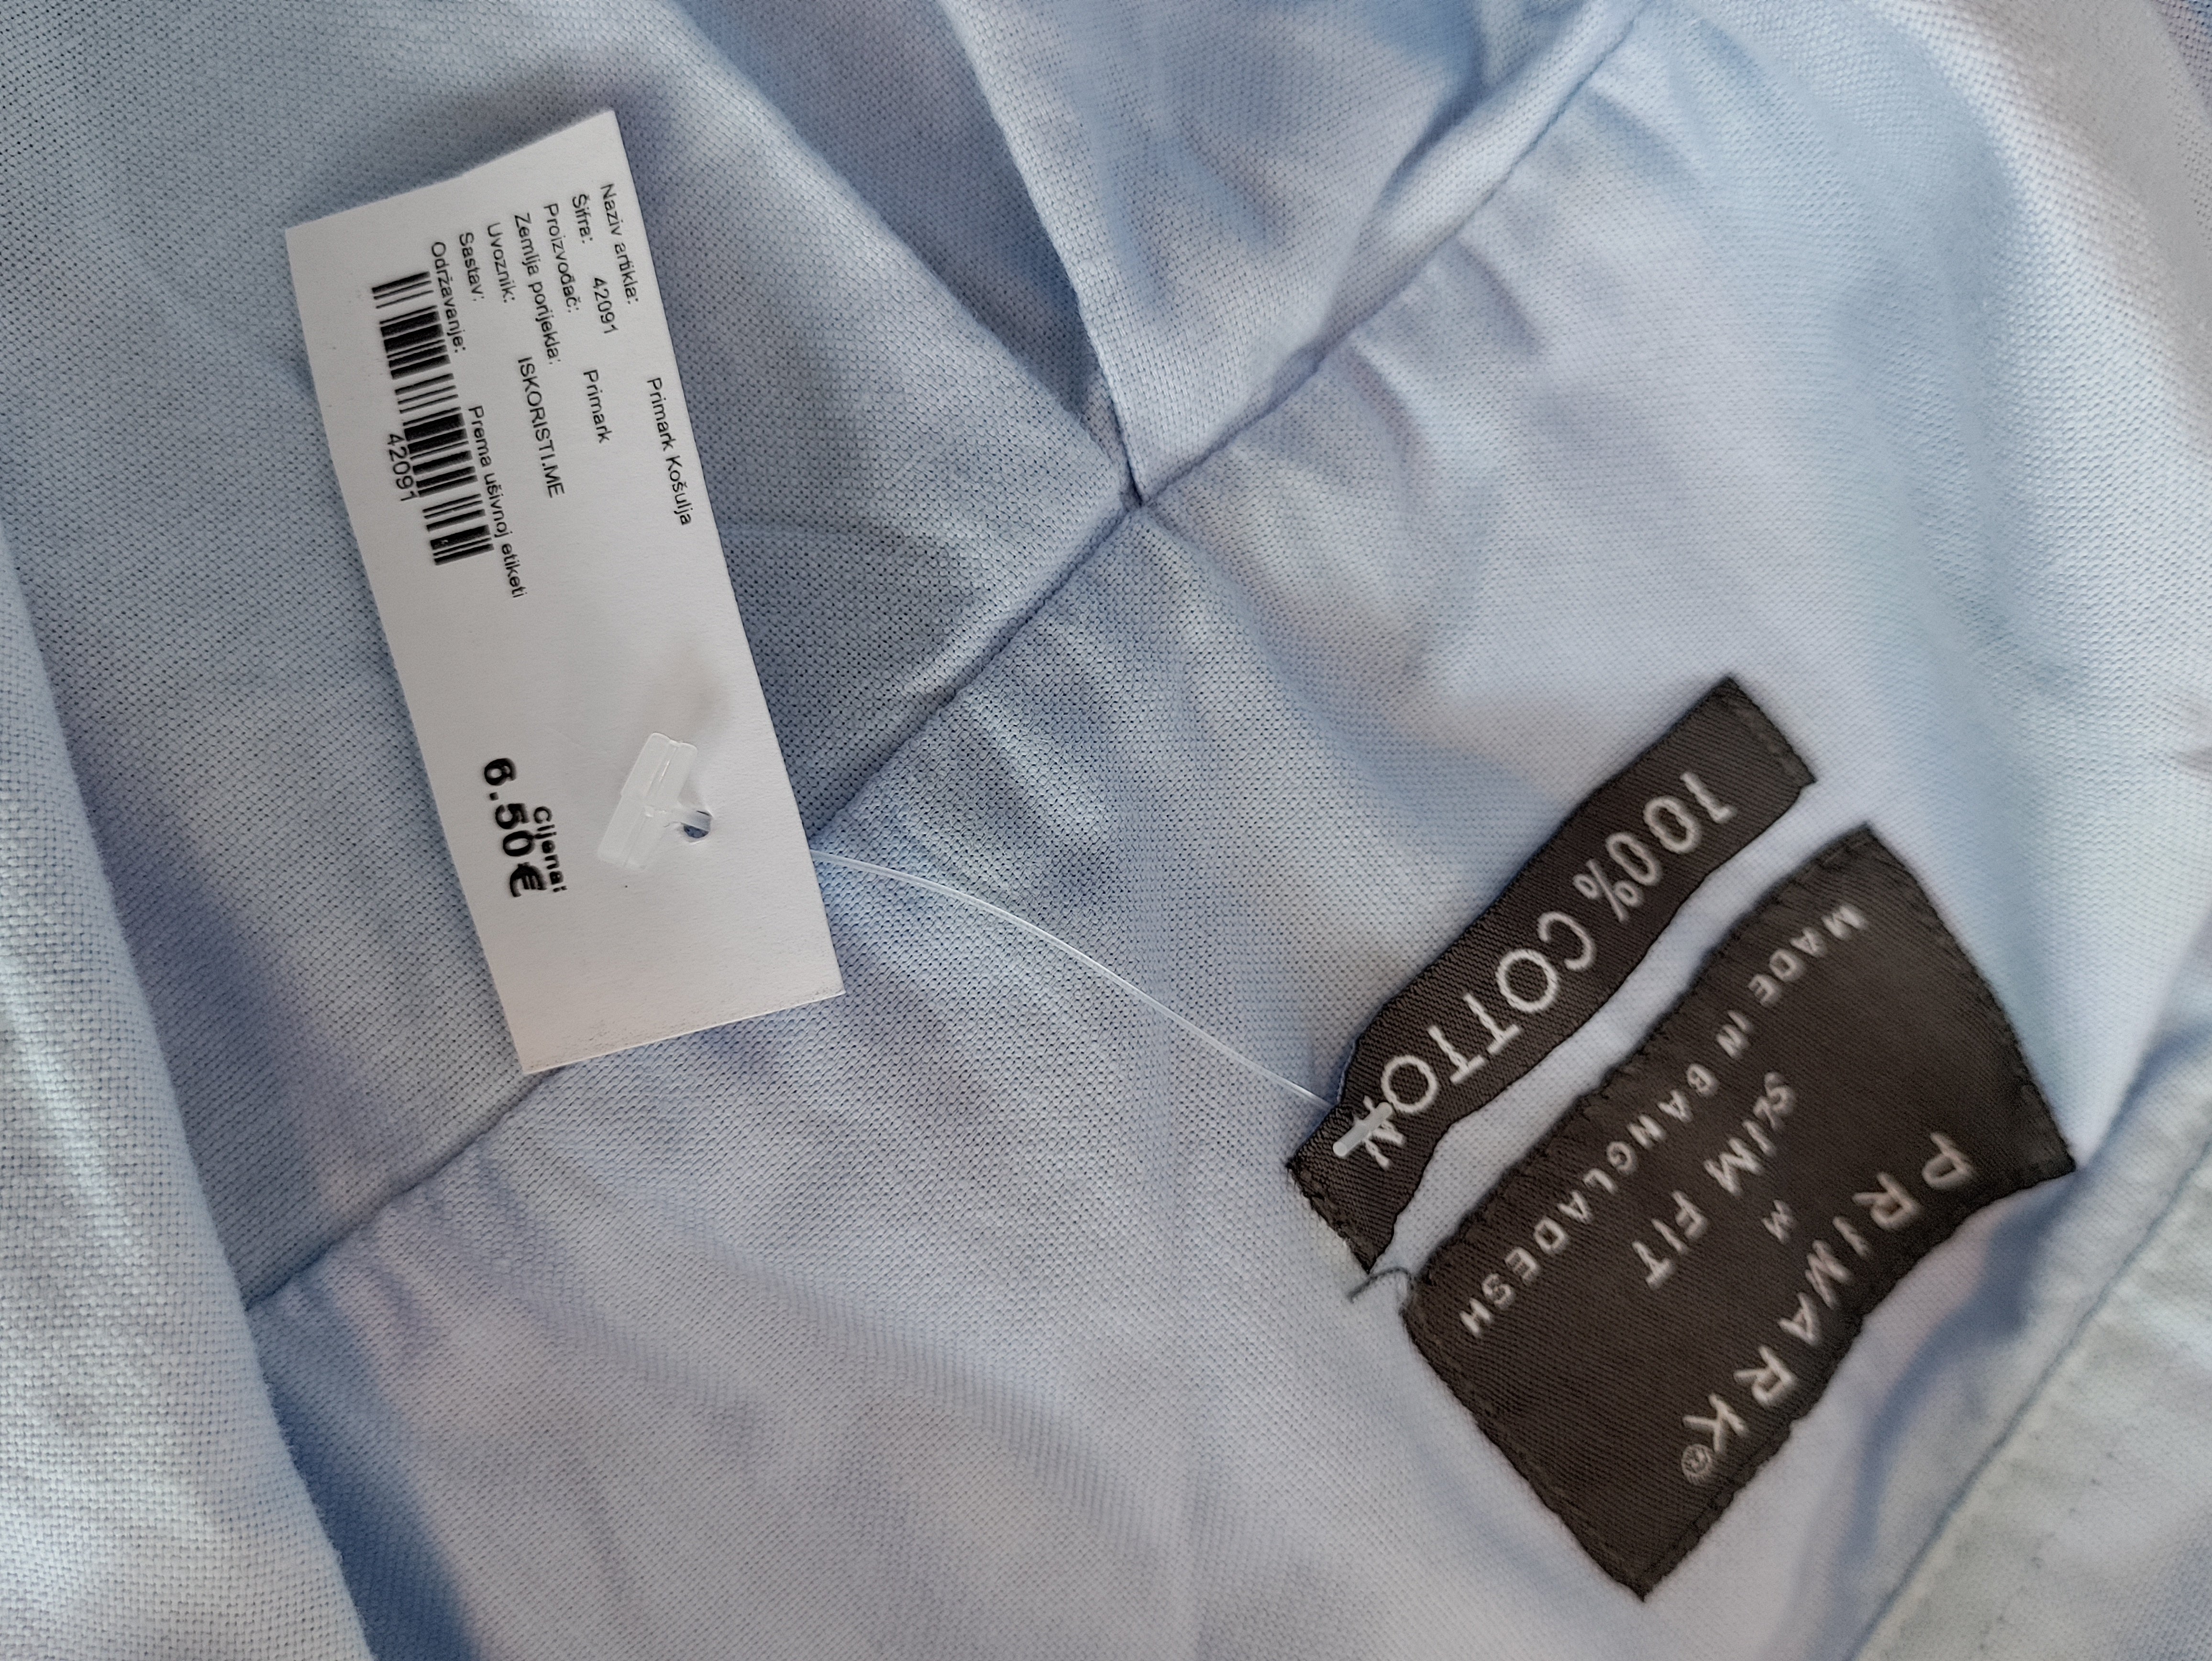 Naziv artikla: Primark Košulja
Šifra: 42091
Proizvođač: Primark
Zemlja porijekla:
Uvoznik: ISKORISTI.ME
Sastav:
Održavanje: Prema ušivnoj etiketi
42091
Cijena:
6.50€
100% COTTON
PRIMARK®
M
SLIM FIT
MADE IN BANGLADESH